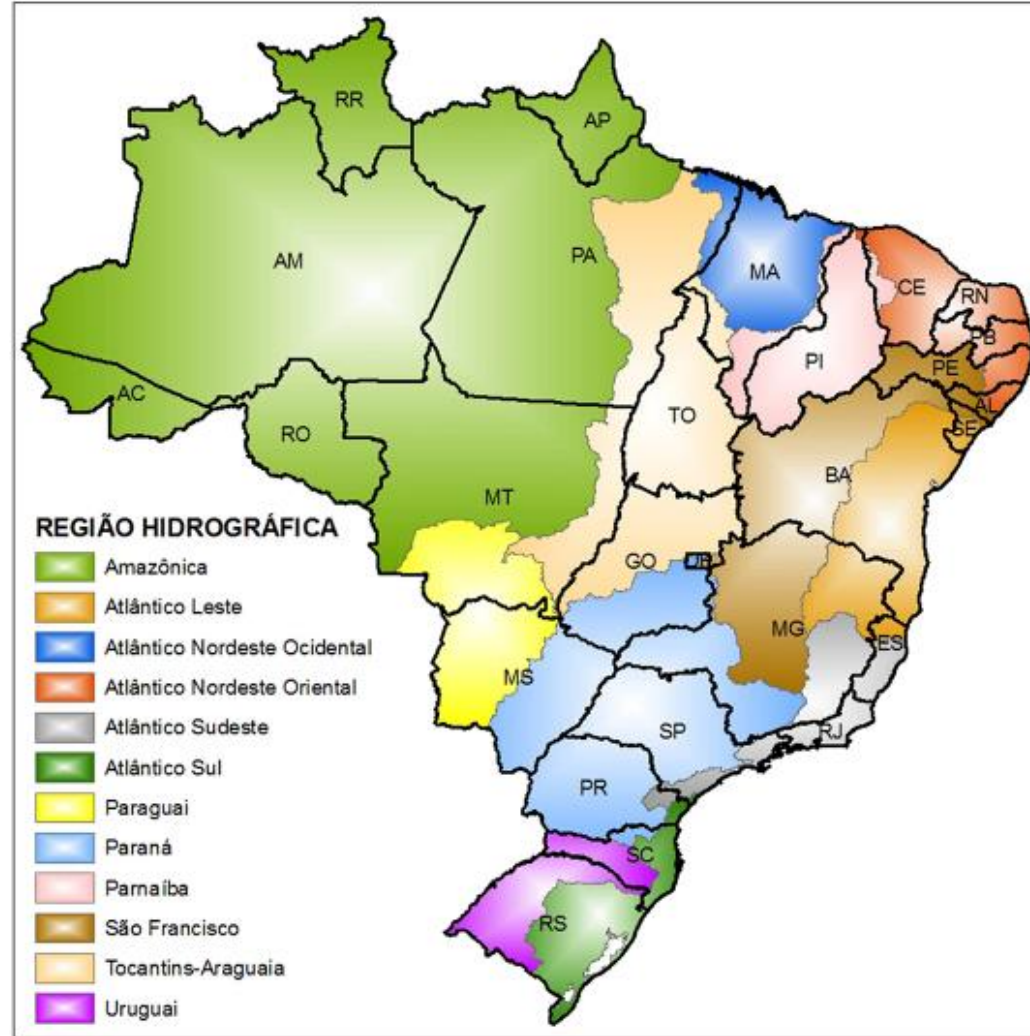 RR
AP
AM
PA
MA
CE
RN
PB
PI
PE
AL
SE
AC
RO
TO
BA
MT
GO
DF
MG
ES
MS
SP
RJ
PR
SC
RS
REGIÃO HIDROGRÁFICA
Amazônica
Atlântico Leste
Atlântico Nordeste Ocidental
Atlântico Nordeste Oriental
Atlântico Sudeste
Atlântico Sul
Paraguai
Paraná
Parnaíba
São Francisco
Tocantins-Araguaia
Uruguai